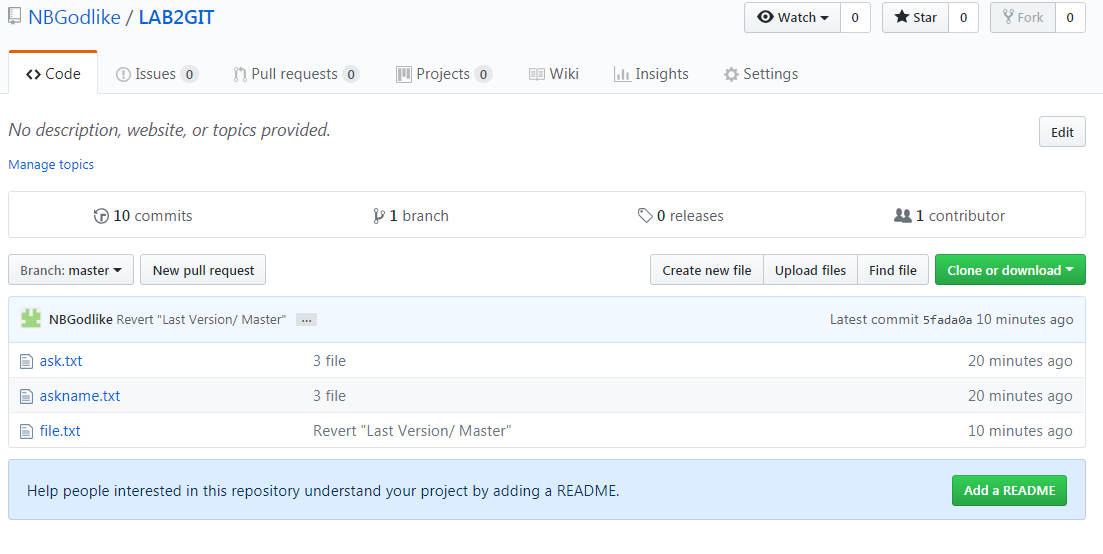 NBGodlike / LAB2GIT
Watch 0 Star 0 Fork 0
Code Issues 0 Pull requests 0 Projects 0 Wiki Insights Settings
No description, website, or topics provided.
Edit
Manage topics
10 commits 1 branch 0 releases 1 contributor
Branch: master New pull request Create new file Upload files Find file Clone or download
NBGodlike Revert "Last Version/ Master" ... Latest commit 5fada0a 10 minutes ago
ask.txt 3 file 20 minutes ago
askname.txt 3 file 20 minutes ago
file.txt Revert "Last Version/ Master" 10 minutes ago
Help people interested in this repository understand your project by adding a README. Add a README